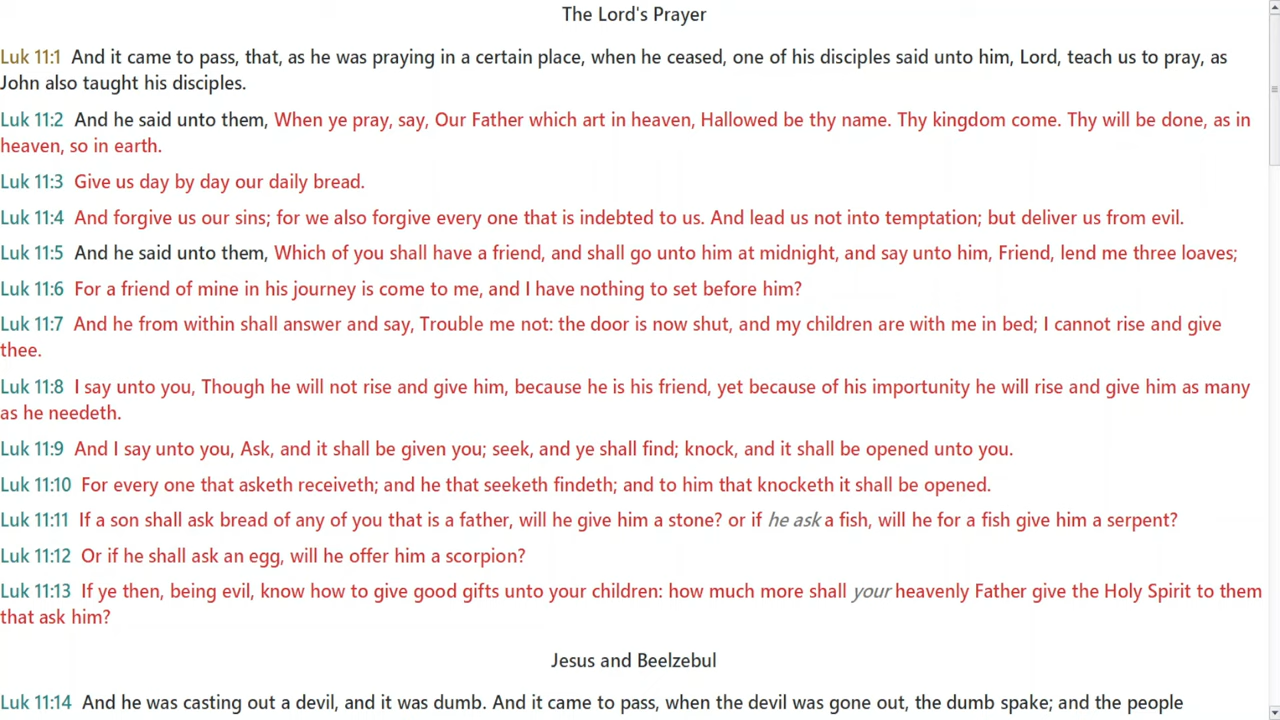 The Lord's Prayer
Luk 11:1 And it came to pass, that, as he was praying in a certain place, when he ceased, one of his disciples said unto him, Lord, teach us to pray, as
John also taught his disciples.
Luk 11:2 And he said unto them, When ye pray, say, Our Father which art in heaven, Hallowed be thy name. Thy kingdom come. Thy will be done, as in
heaven, so in earth.
Luk 11:3 Give us day by day our daily bread.
Luk 11:4 And forgive us our sins; for we also forgive every one that is indebted to us. And lead us not into temptation; but deliver us from evil.
Luk 11:5 And he said unto them, Which of you shall have a friend, and shall go unto him at midnight, and say unto him, Friend, lend me three loaves;
Luk 11:6 For a friend of mine in his journey is come to me, and I have nothing to set before him?
Luk 11:7 And he from within shall answer and say, Trouble me not: the door is now shut, and my children are with me in bed; I cannot rise and give
thee.
Luk 11:8 I say unto you, Though he will not rise and give him, because he is his friend, yet because of his importunity he will rise and give him as many
as he needeth.
Luk 11:9 And I say unto you, Ask, and it shall be given you; seek, and ye shall find; knock, and it shall be opened unto you.
Luk 11:10 For every one that asketh receiveth; and he that seeketh findeth; and to him that knocketh it shall be opened.
Luk 11:11 If a son shall ask bread of any of you that is a father, will he give him a stone? or if he ask a fish, will he for a fish give him a serpent?
Luk 11:12 Or if he shall ask an egg, will he offer him a scorpion?
Luk 11:13 If ye then, being evil, know how to give good gifts unto your children: how much more shall your heavenly Father give the Holy Spirit to them
that ask him?
Jesus and Beelzebul
Luk 11:14 And he was casting out a devil, and it was dumb. And it came to pass, when the devil was gone out, the dumb spake; and the people